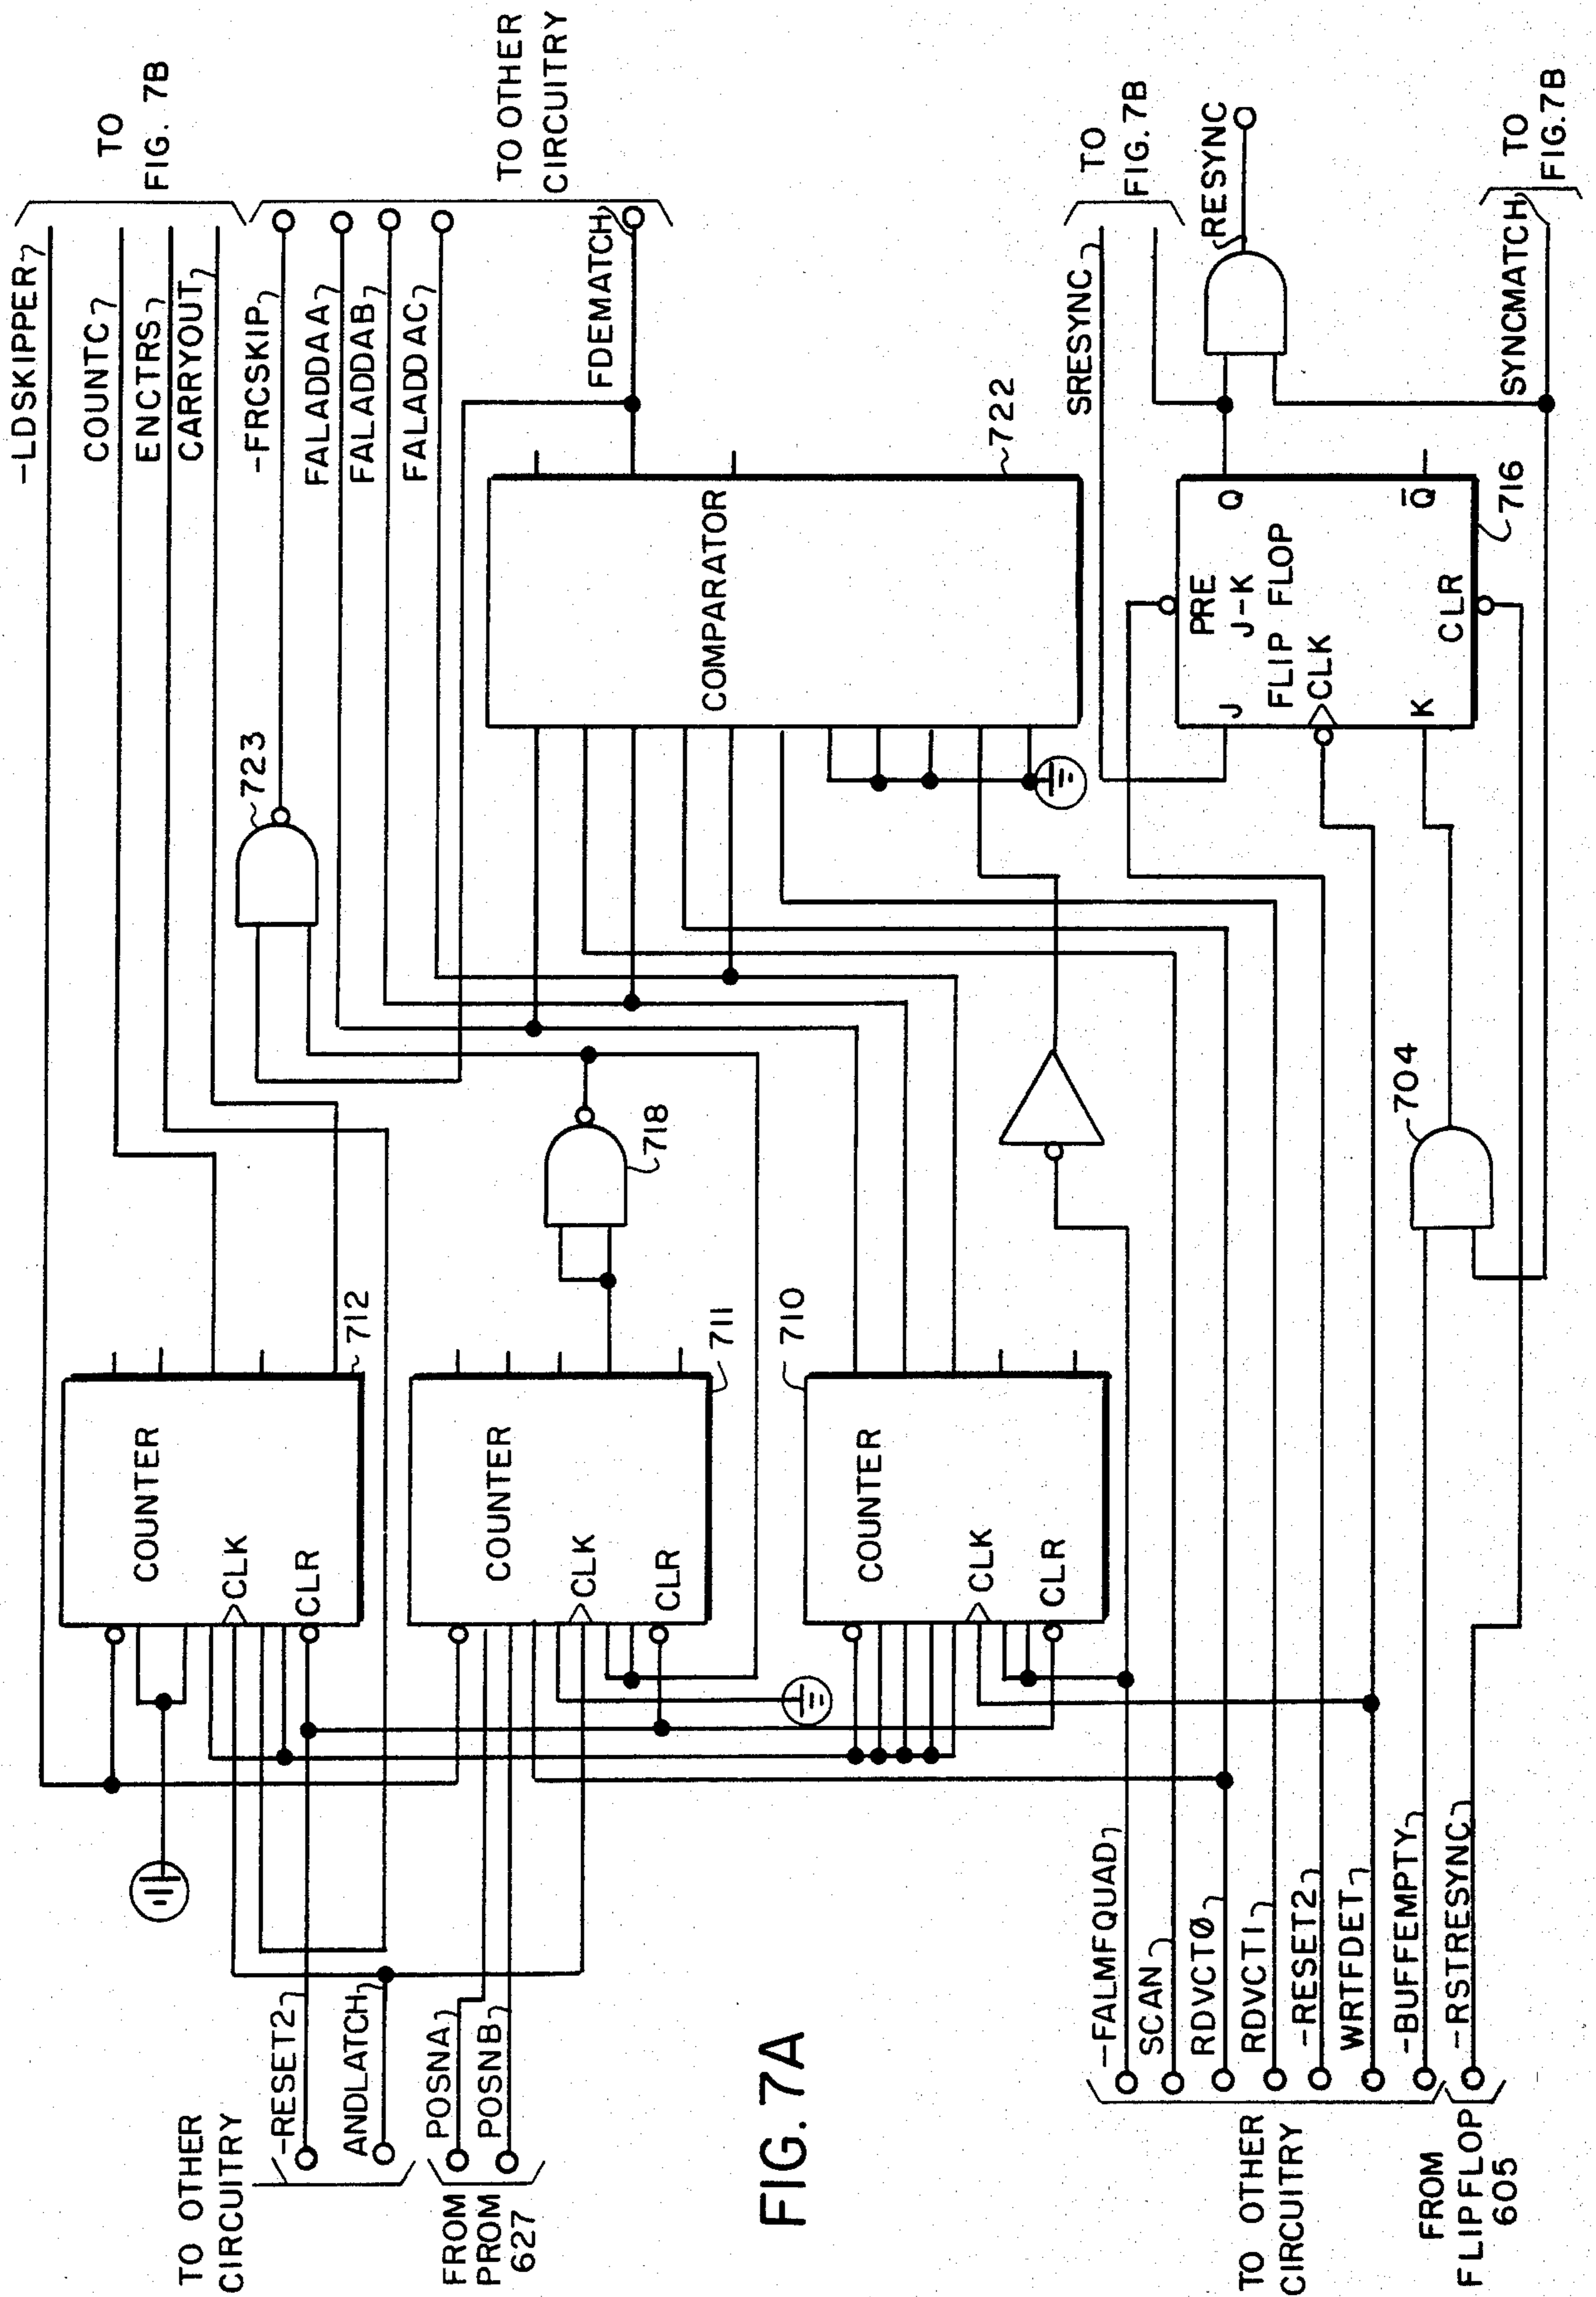 -LDSKIPPER
COUNTC
ENCTRS
CARRYOUT
TO
FIG. 7B
-FRCSKIP
FALADDAA
FALADDAB
FALADDAC
FDEMATCH
TO OTHER
CIRCUITRY
723
COUNTER
CLK
CLR
712
COUNTER
CLK
CLR
711
718
COUNTER
CLK
CLR
710
COMPARATOR
722
SRESYNC
TO
FIG. 7B
RESYNC
PRE
J
J-K
FLIP FLOP
CLK
K
CLR
Q
Q̅
716
SYNCMATCH
TO
FIG. 7B
704
TO OTHER
CIRCUITRY
-RESET2
ANDLATCH
FROM
PROM
627
POSNA
POSNB
TO OTHER
CIRCUITRY
-FALMFQUAD
SCAN
RDVCTØ
RDVCT1
-RESET2
WRTFDET
-BUFFEMPTY
FROM
FLIPFLOP
605
-RSTRESYNC
FIG. 7A